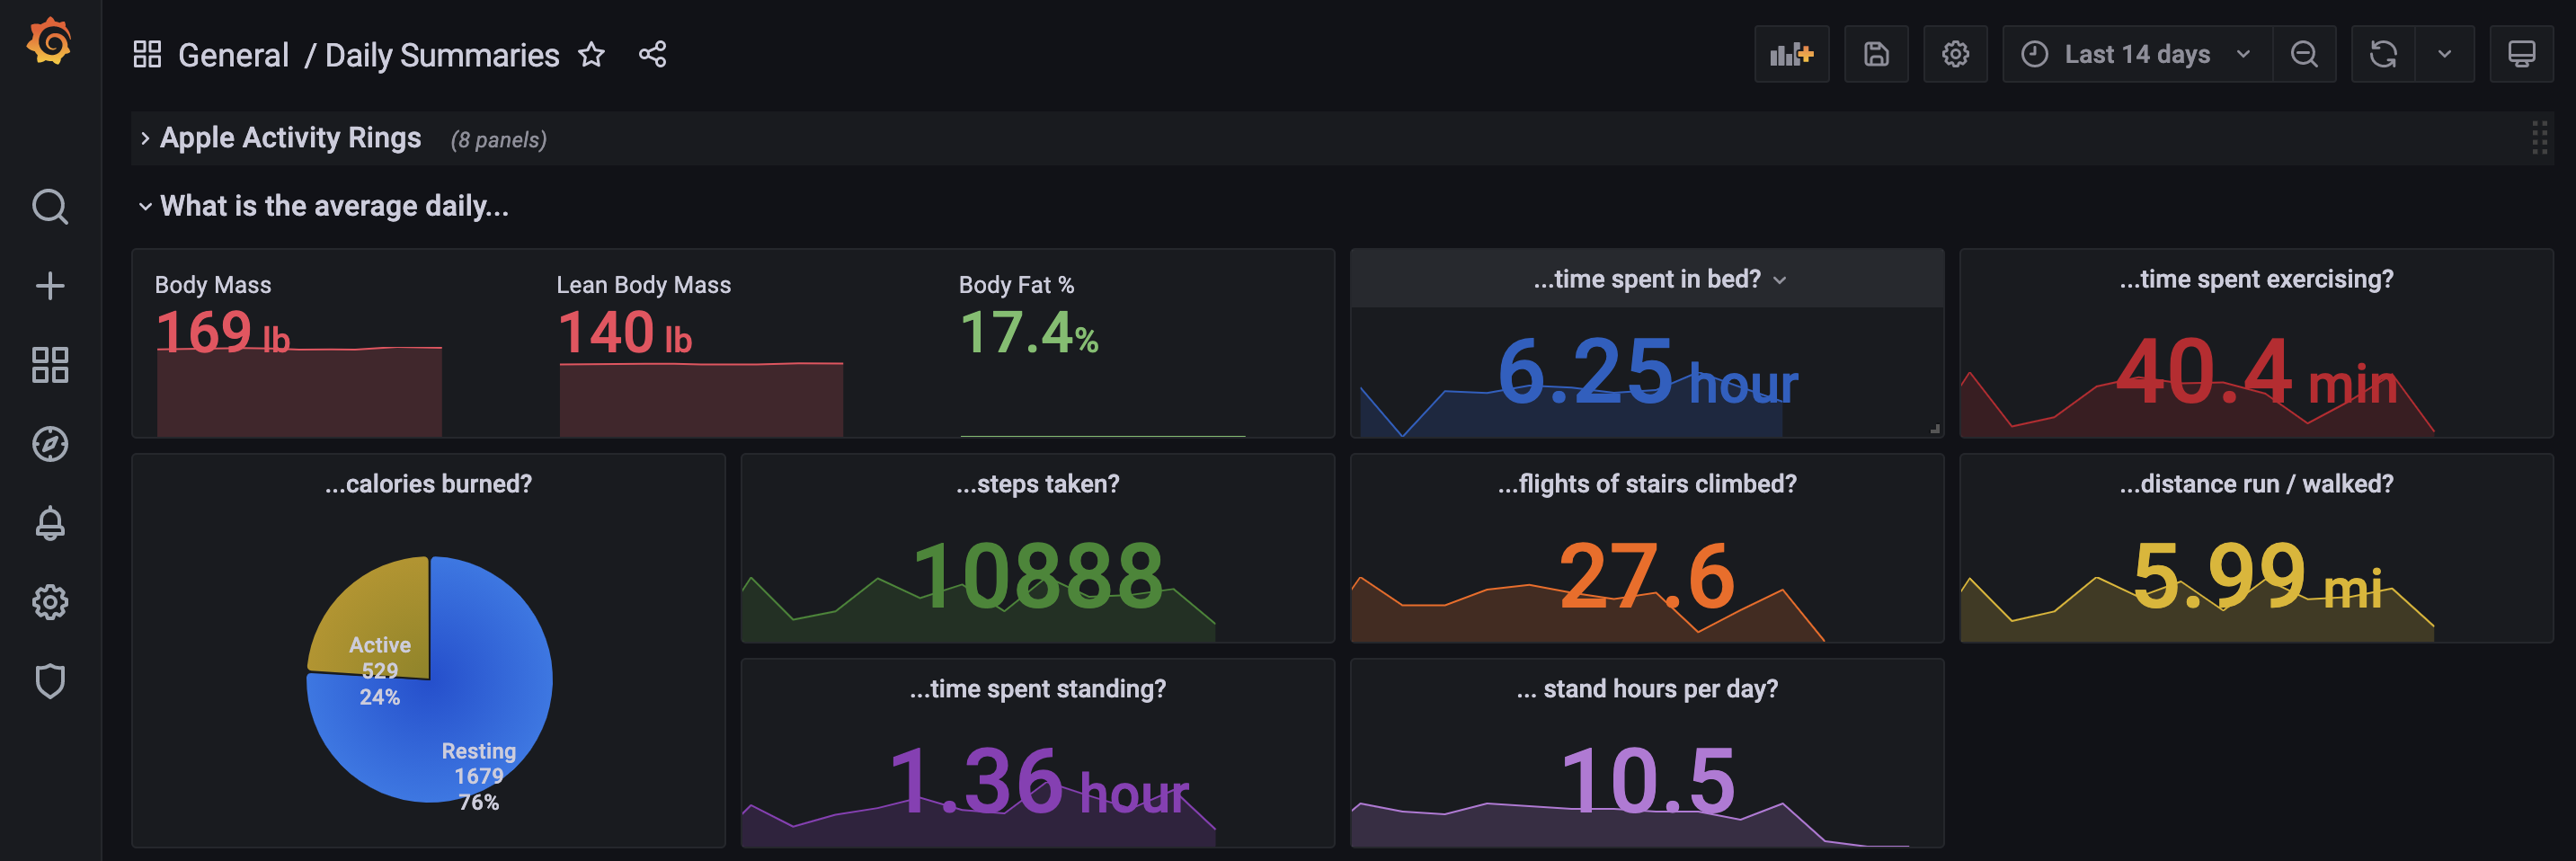 General / Daily Summaries
Last 14 days
Apple Activity Rings (8 panels)
What is the average daily...
Body Mass
169 lb
Lean Body Mass
140 lb
Body Fat %
17.4%
...time spent in bed?
6.25 hour
...time spent exercising?
40.4 min
...calories burned?
Active
529
24%
Resting
1679
76%
...steps taken?
10888
...flights of stairs climbed?
27.6
...distance run / walked?
5.99 mi
...time spent standing?
1.36 hour
... stand hours per day?
10.5